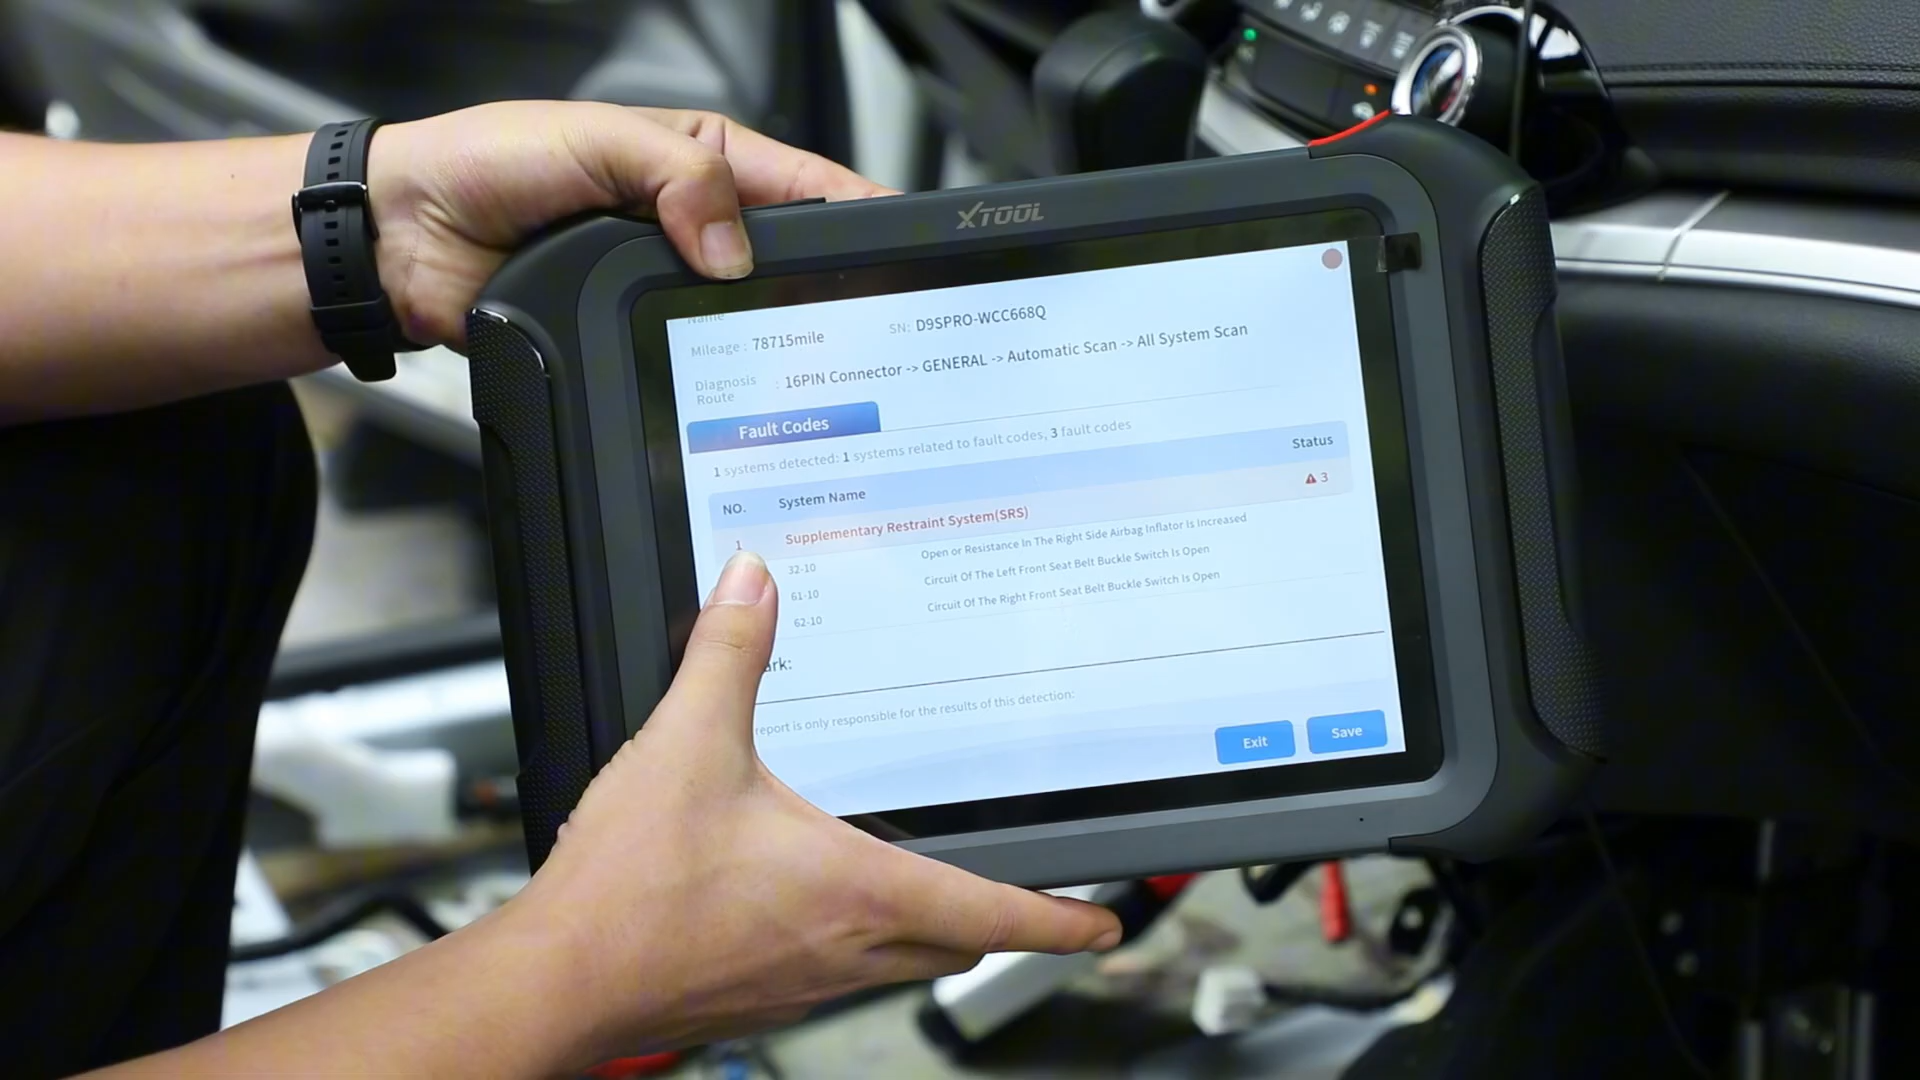 XTOOL
Name
Mileage : 78715mile
SN: D9SPRO-WCC668Q
Diagnosis Route : 16PIN Connector -> GENERAL -> Automatic Scan -> All System Scan
Fault Codes
1 systems detected: 1 systems related to fault codes, 3 fault codes
NO. System Name Status
1 Supplementary Restraint System(SRS) 3
32-10 Open or Resistance In The Right Side Airbag Inflator is Increased
61-10 Circuit Of The Left Front Seat Belt Buckle Switch Is Open
62-10 Circuit Of The Right Front Seat Belt Buckle Switch Is Open
ark:
report is only responsible for the results of this detection:
Exit Save